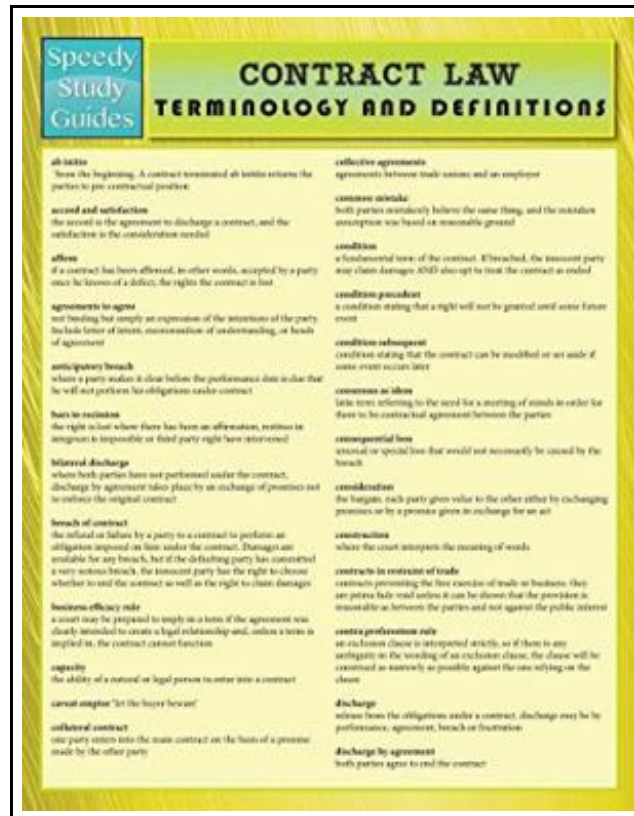 Speedy
Study
Guides
CONTRACT LAW
TERMINOLOGY AND DEFINITIONS
ab initio
'from the beginning. A contract terminated ab initio returns the
parties to pre-contractual position
accord and satisfaction
the accord is the agreement to discharge a contract, and the
satisfaction is the consideration needed
affirm
if a contract has been affirmed, in other words, accepted by a party
once he knows of a defect, the rights the contract is lost
agreements to agree
not binding but simply an expression of the intentions of the party.
Include letter of intent, memorandum of understanding, or heads
of agreement
anticipatory breach
where a party makes it clear before the performance date is due that
he will not perform his obligations under contract
bars to recission
the right is lost where there has been an affirmation, restitutio in
integrum is impossible or third party right have intervened
bilateral discharge
where both parties have not performed under the contract,
discharge by agreement takes place by an exchange of promises not
to enforce the original contract
breach of contract
the refusal or failure by a party to a contract to perform an
obligation imposed on him under the contract. Damages are
available for any breach, but if the defaulting party has committed
a very serious breach, the innocent party has the right to choose
whether to end the contract as well as the right to claim damages
business efficacy rule
a court may be prepared to imply in a term if the agreement was
clearly intended to create a legal relationship and, unless a term is
implied in, the contract cannot function
capacity
the ability of a natural or legal person to enter into a contract
caveat emptor 'let the buyer beware'
collateral contract
one party enters into the main contract on the basis of a promise
made by the other party
collective agreements
agreements between trade unions and an employer
common mistake
both parties mistakenly believe the same thing, and the mistaken
assumption was based on reasonable ground
condition
a fundamental term of the contract. If breached, the innocent party
may claim damages AND also opt to treat the contract as ended
condition precedent
a condition stating that a right will not be granted until some future
event
condition subsequent
condition stating that the contract can be modified or set aside if
some event occurs later
consensus as idem
latin term referring to the need for a meeting of minds in order for
there to be contractual agreement between the parties
consequential loss
unusual or special loss that would not necessarily be caused by the
breach
consideration
the bargain, each party gives value to the other either by exchanging
promises or by a promise given in exchange for an act
construction
where the court interprets the meaning of words
contracts in restraint of trade
contracts preventing the free exercise of trade or business. they
are prima facie void unless it can be shown that the provision is
reasonable as between the parties and not against the public interest
contra preferentum rule
an exclusion clause is interpreted strictly, so if there is any
ambiguity in the wording of an exclusion clause, the clause will be
construed as narrowly as possible against the one relying on the
clause
discharge
release from the obligations under a contract, discharge may be by
performance, agreement, breach or frustration
discharge by agreement
both parties agree to end the contract